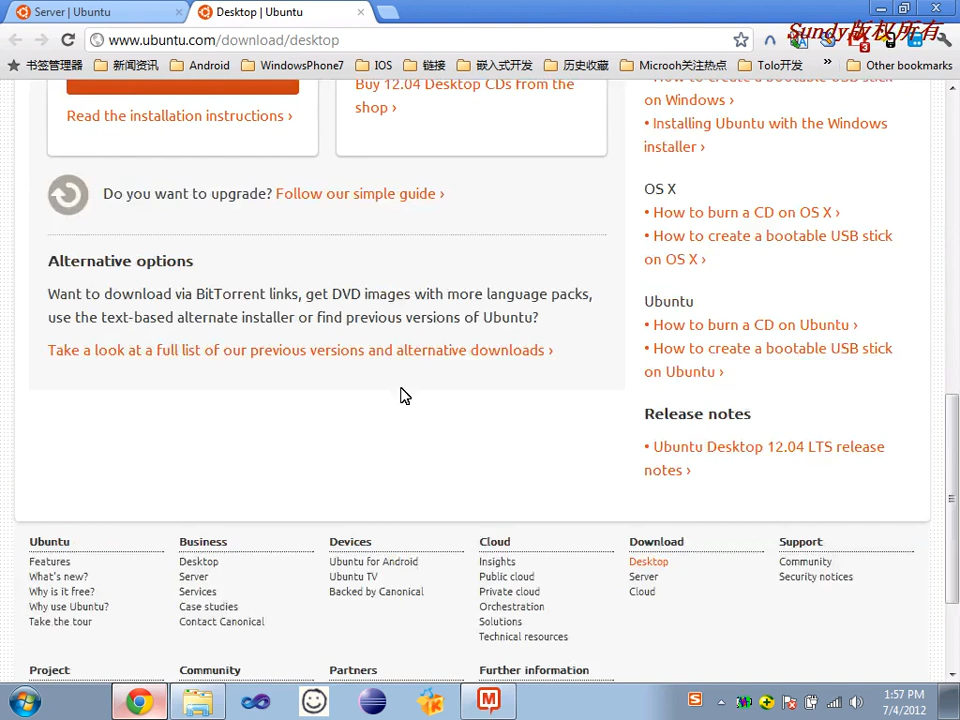 Server | Ubuntu
Desktop | Ubuntu
Sundy版权所有
www.ubuntu.com/download/desktop
3
书签管理器
新闻资讯
Android
WindowsPhone7
IOS
链接
嵌入式开发
历史收藏
Microoh关注热点
Tolo开发
»
Other bookmarks
Read the installation instructions ›
Buy 12.04 Desktop CDs from the
shop ›
Do you want to upgrade? Follow our simple guide ›
Alternative options
Want to download via BitTorrent links, get DVD images with more language packs,
use the text-based alternate installer or find previous versions of Ubuntu?
Take a look at a full list of our previous versions and alternative downloads ›
• How to create a bootable USB stick
on Windows ›
• Installing Ubuntu with the Windows
installer ›
OS X
• How to burn a CD on OS X ›
• How to create a bootable USB stick
on OS X ›
Ubuntu
• How to burn a CD on Ubuntu ›
• How to create a bootable USB stick
on Ubuntu ›
Release notes
• Ubuntu Desktop 12.04 LTS release
notes ›
Ubuntu
Features
What's new?
Why is it free?
Why use Ubuntu?
Take the tour
Business
Desktop
Server
Services
Case studies
Contact Canonical
Devices
Ubuntu for Android
Ubuntu TV
Backed by Canonical
Cloud
Insights
Public cloud
Private cloud
Orchestration
Solutions
Technical resources
Download
Desktop
Server
Cloud
Support
Community
Security notices
Project
Community
Partners
Further information
1:57 PM
7/4/2012